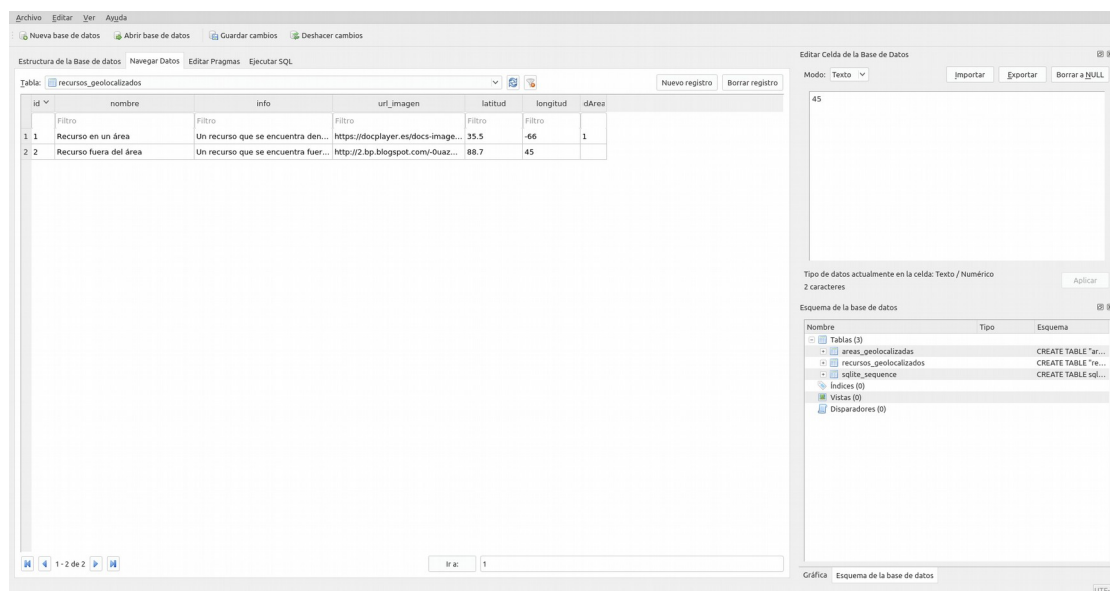 Archivo Editar Ver Ayuda
Nueva base de datos Abrir base de datos Guardar cambios Deshacer cambios
Estructura de la Base de datos Navegar Datos Editar Pragmas Ejecutar SQL
Tabla: recursos_geolocalizados Nuevo registro Borrar registro
id nombre info url_imagen latitud longitud dArea
Filtro Filtro Filtro Filtro Filtro
1 1 Recurso en un área Un recurso que se encuentra den... https://docplayer.es/docs-image... 35.5 -66 1
2 2 Recurso fuera del área Un recurso que se encuentra fuer... http://2.bp.blogspot.com/-0uaz... 88.7 45
1 - 2 de 2 Ir a: 1
Editar Celda de la Base de Datos
Modo: Texto Importar Exportar Borrar a NULL
45
Tipo de datos actualmente en la celda: Texto / Numérico
2 caracteres
Aplicar
Esquema de la base de datos
Nombre Tipo Esquema
Tablas (3)
areas_geolocalizadas CREATE TABLE "ar...
recursos_geolocalizados CREATE TABLE "re...
sqlite_sequence CREATE TABLE sql...
Índices (0)
Vistas (0)
Disparadores (0)
Gráfica Esquema de la base de datos